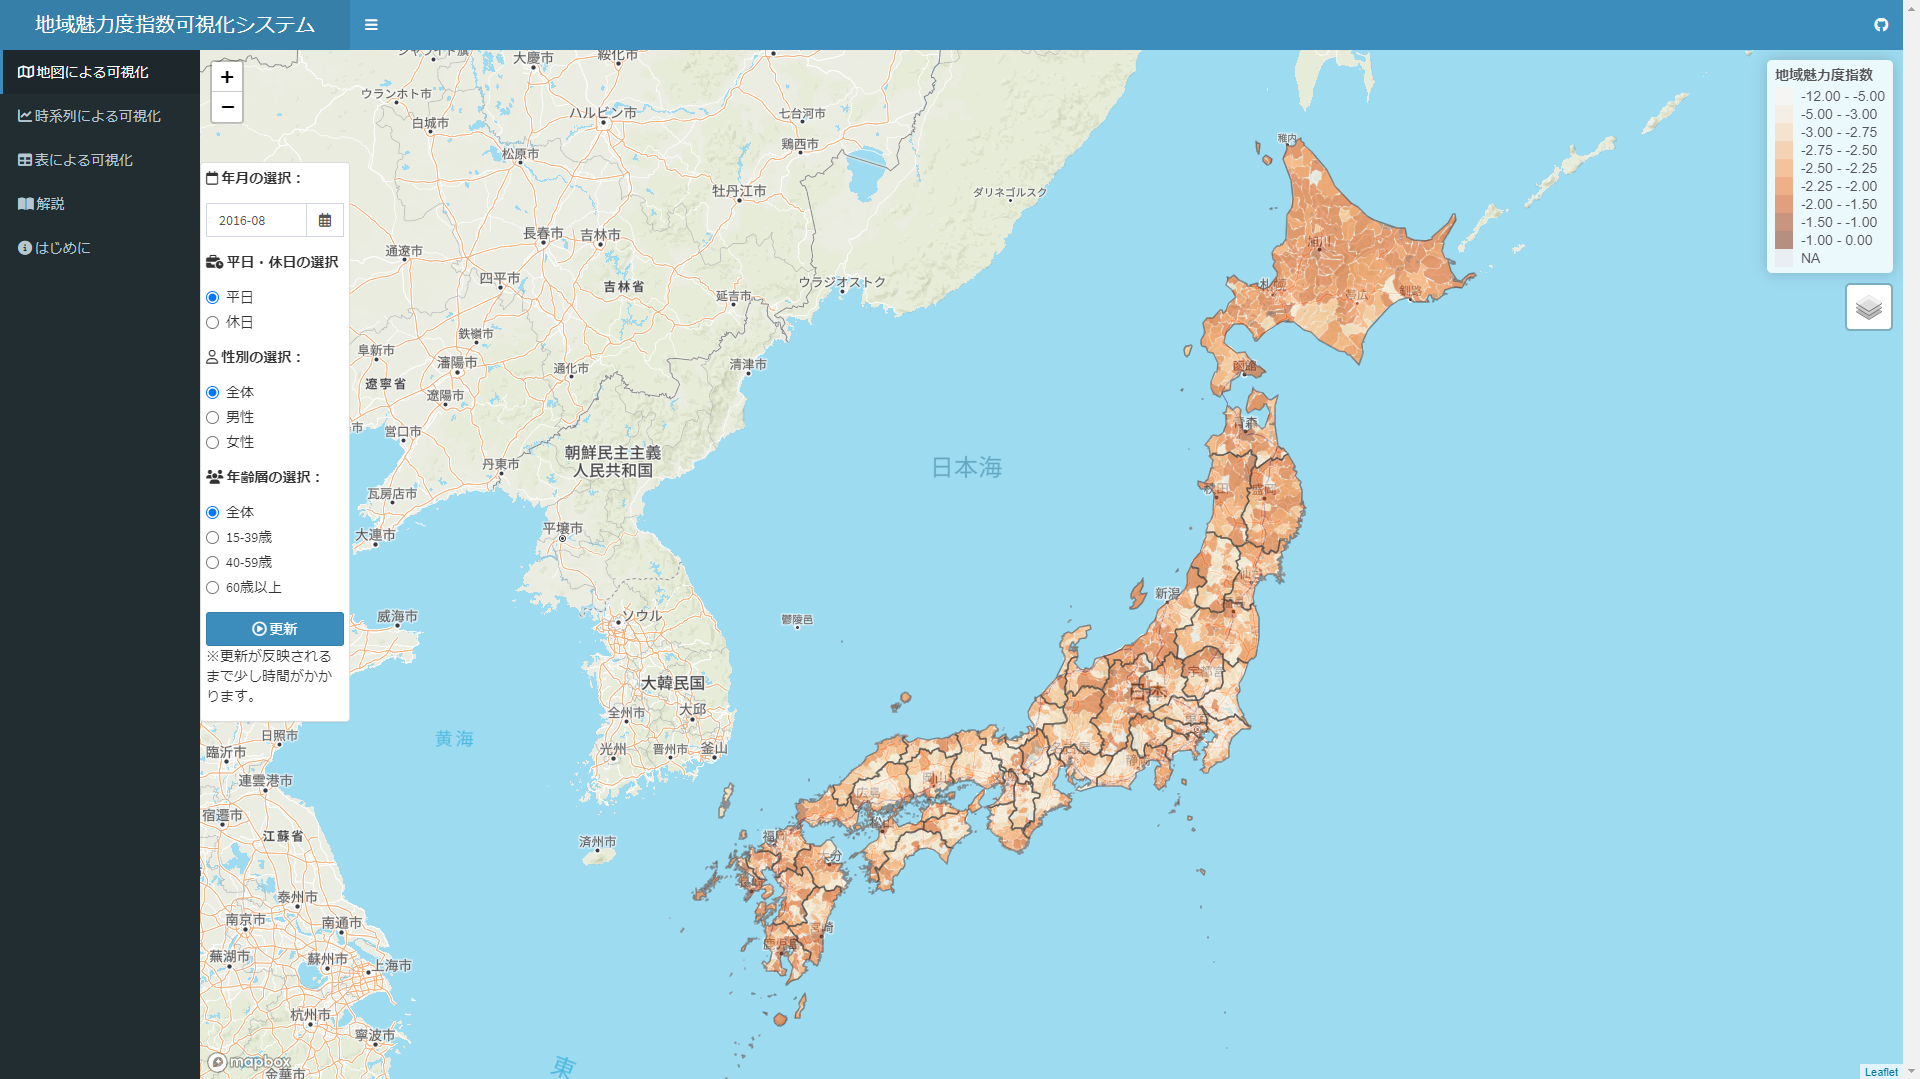 地域魅力度指数可視化システム
地図による可視化
時系列による可視化
表による可視化
解説
はじめに
+
−
年月の選択：
2016-08
平日・休日の選択
平日
休日
性別の選択：
全体
男性
女性
年齢層の選択：
全体
15-39歳
40-59歳
60歳以上
更新
※更新が反映される
まで少し時間がかか
ります。
地域魅力度指数
-12.00 - -5.00
-5.00 - -3.00
-3.00 - -2.75
-2.75 - -2.50
-2.50 - -2.25
-2.25 - -2.00
-2.00 - -1.50
-1.50 - -1.00
-1.00 - 0.00
NA
大慶市
綏化市
ウランホト市
白城市
ハルビン市
七台河市
鶏西市
松原市
牡丹江市
ダリネゴルスク
長春市
吉林市
通遼市
四平市
吉林省
延吉市
ウラジオストク
鉄嶺市
阜新市
瀋陽市
通化市
清津市
遼寧省
遼陽市
営口市
朝鮮民主主義
人民共和国
丹東市
瓦房店市
平壌市
大連市
威海市
ソウル
鬱陵邑
大韓民国
全州市
大邱
光州
晋州市
釜山
済州市
日本海
黄海
日照市
臨沂市
連雲港市
宿遷市
江蘇省
泰州市
南京市
南通市
蕪湖市
蘇州市
上海市
杭州市
寧波市
金華市
東
稚内
旭川
札幌
帯広
釧路
函館
青森
秋田
盛岡
仙台
新潟
福島
宇都宮
日本
東京
名古屋
静岡
大阪
岡山
広島
松山
福岡
大分
宮崎
鹿児島
mapbox
Leaflet